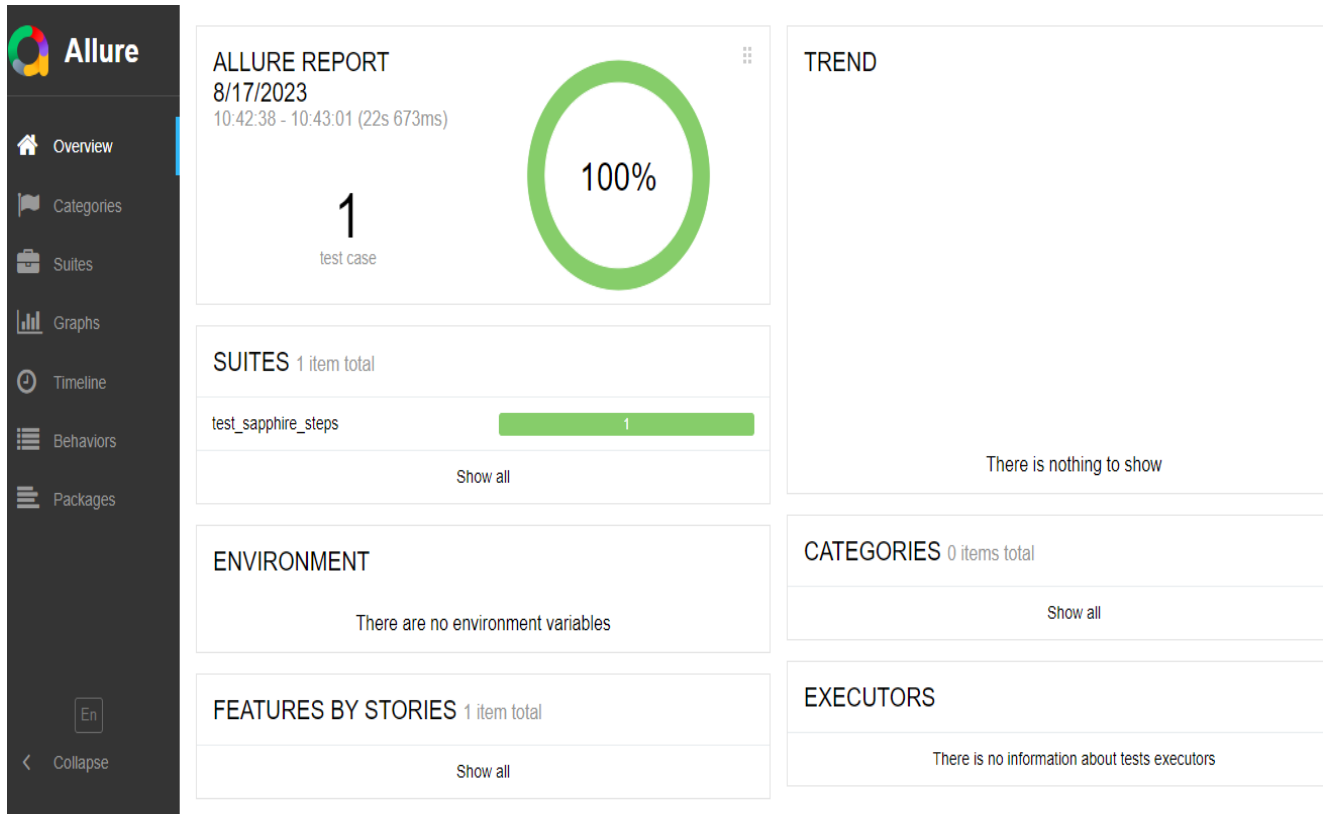 Allure
Overview
Categories
Suites
Graphs
Timeline
Behaviors
Packages
En
Collapse
ALLURE REPORT
8/17/2023
10:42:38 - 10:43:01 (22s 673ms)
1
test case
100%
SUITES 1 item total
test_sapphire_steps 1
Show all
ENVIRONMENT
There are no environment variables
FEATURES BY STORIES 1 item total
Show all
TREND
There is nothing to show
CATEGORIES 0 items total
Show all
EXECUTORS
There is no information about tests executors